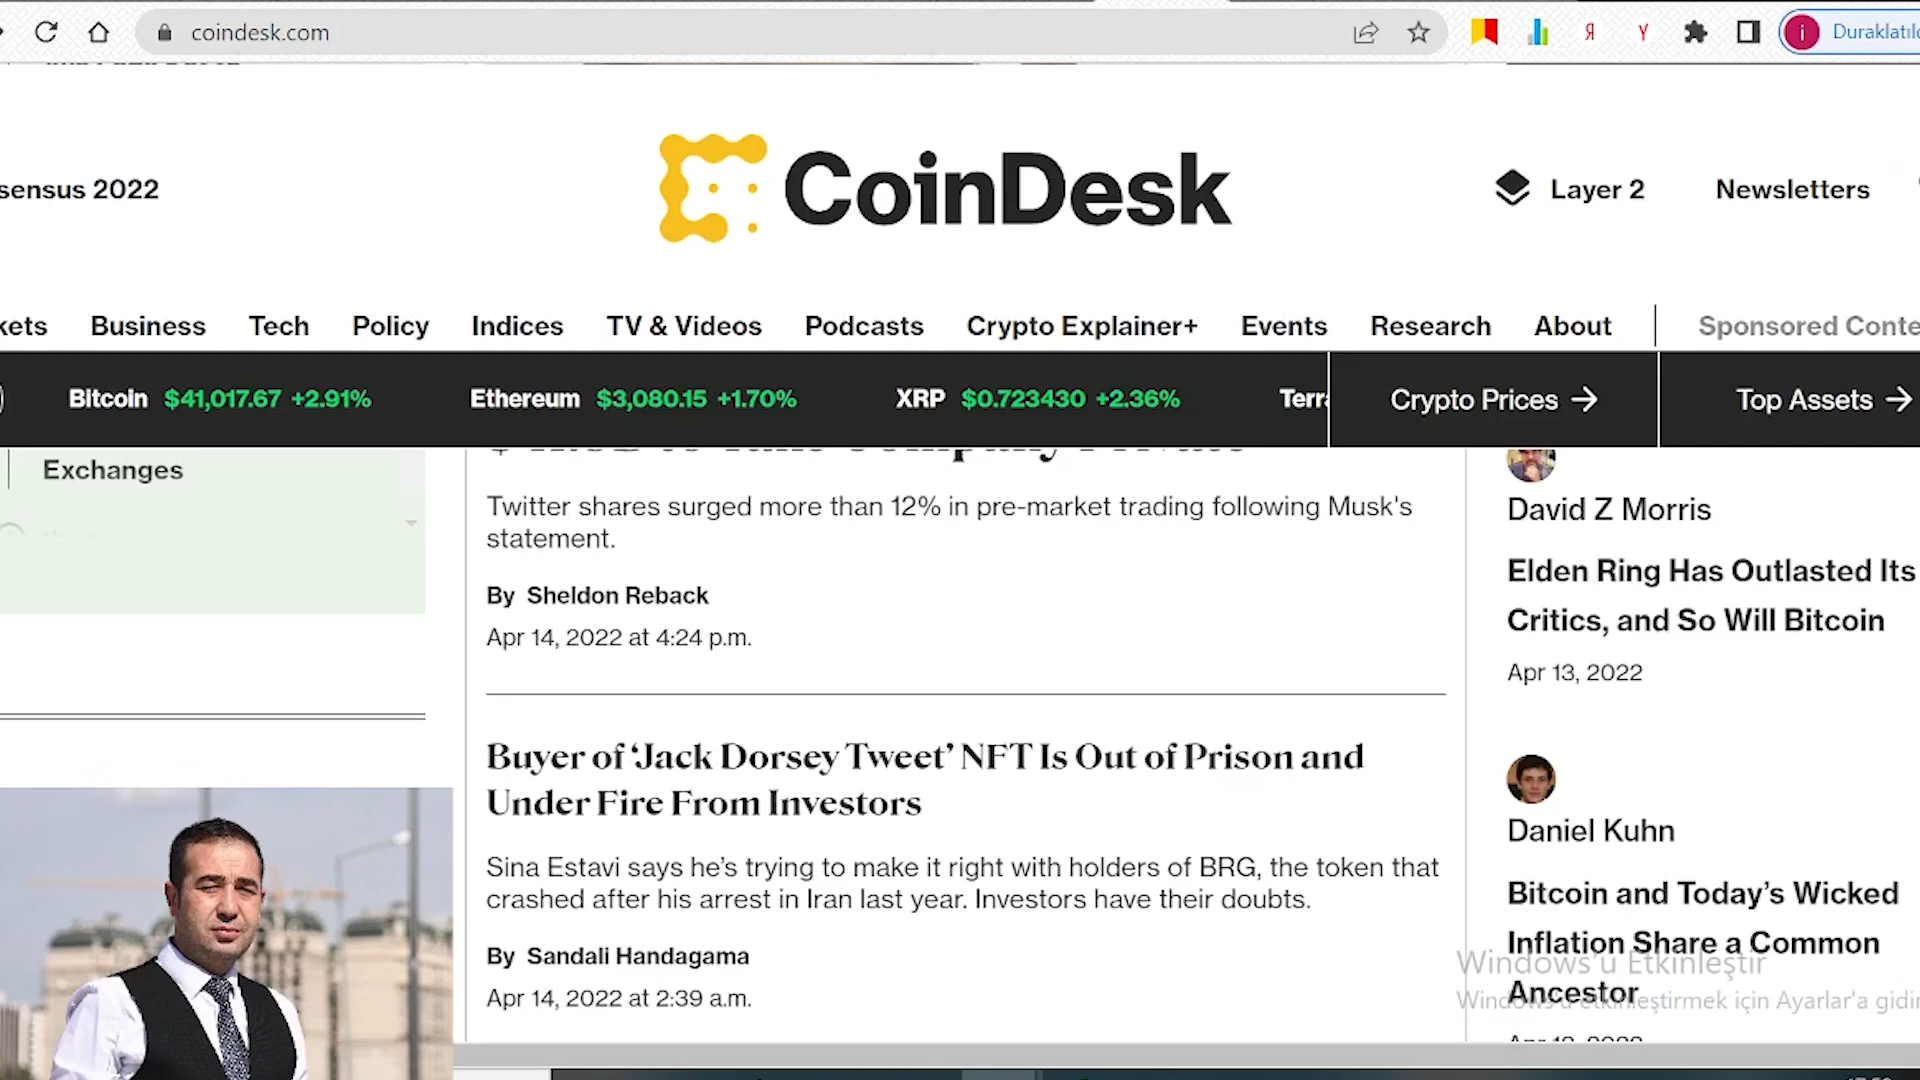 coindesk.com
Duraklatıld
sensus 2022
CoinDesk
Layer 2
Newsletters
kets
Business
Tech
Policy
Indices
TV & Videos
Podcasts
Crypto Explainer+
Events
Research
About
Sponsored Conte
Bitcoin $41,017.67 +2.91%
Ethereum $3,080.15 +1.70%
XRP $0.723430 +2.36%
Terra
Crypto Prices →
Top Assets →
Exchanges
Company Private
Twitter shares surged more than 12% in pre-market trading following Musk's
statement.
By Sheldon Reback
Apr 14, 2022 at 4:24 p.m.
Buyer of ‘Jack Dorsey Tweet’ NFT Is Out of Prison and
Under Fire From Investors
Sina Estavi says he’s trying to make it right with holders of BRG, the token that
crashed after his arrest in Iran last year. Investors have their doubts.
By Sandali Handagama
Apr 14, 2022 at 2:39 a.m.
David Z Morris
Elden Ring Has Outlasted Its
Critics, and So Will Bitcoin
Apr 13, 2022
Daniel Kuhn
Bitcoin and Today’s Wicked
Inflation Share a Common
Ancestor
Windows'u Etkinleştir
Windows'u etkinleştirmek için Ayarlar'a gidin